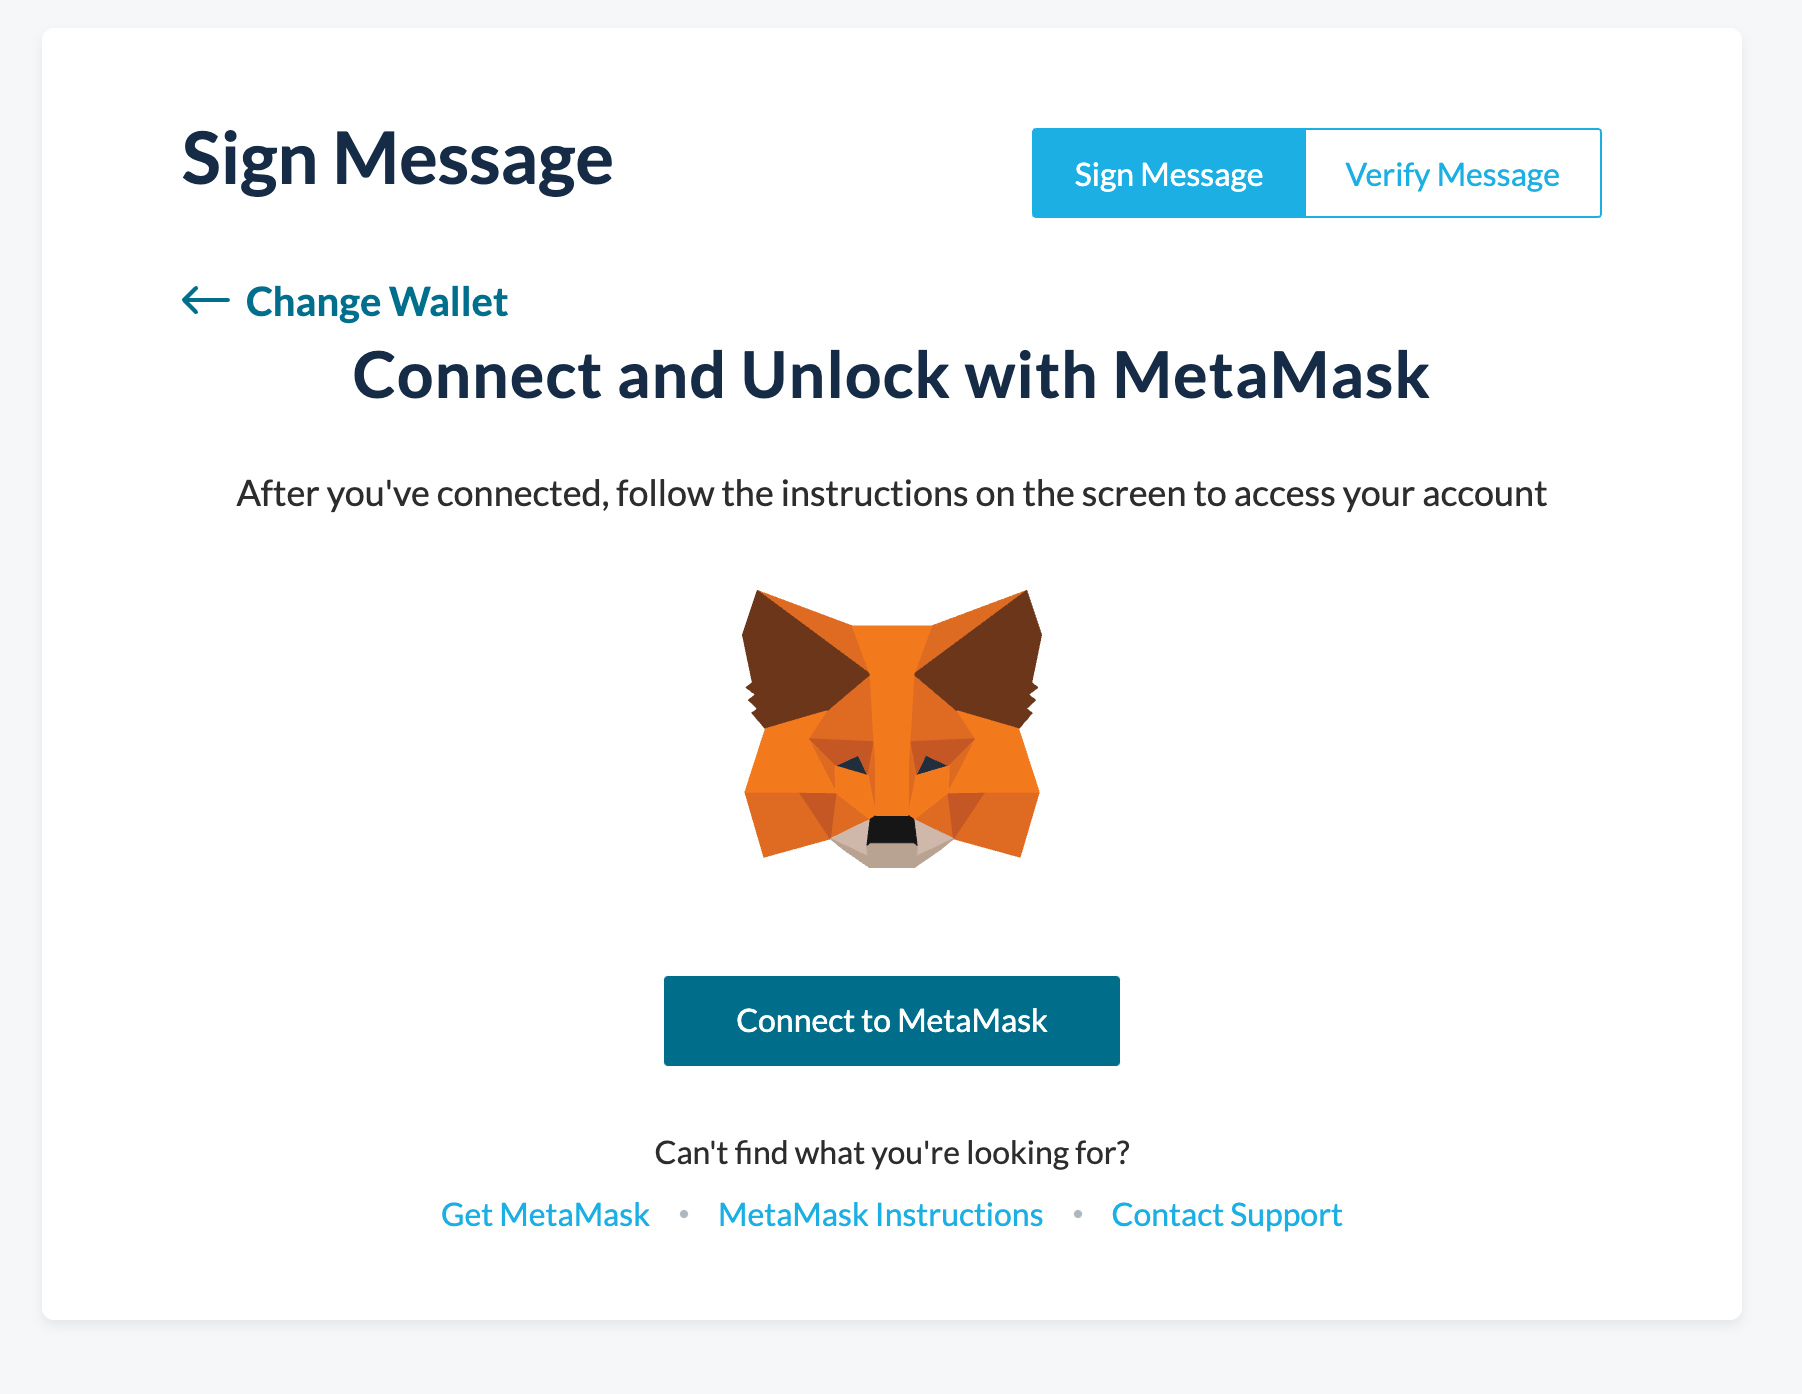 Sign Message
Sign Message
Verify Message
Change Wallet
Connect and Unlock with MetaMask
After you've connected, follow the instructions on the screen to access your account
Connect to MetaMask
Can't find what you're looking for?
Get MetaMask • MetaMask Instructions • Contact Support